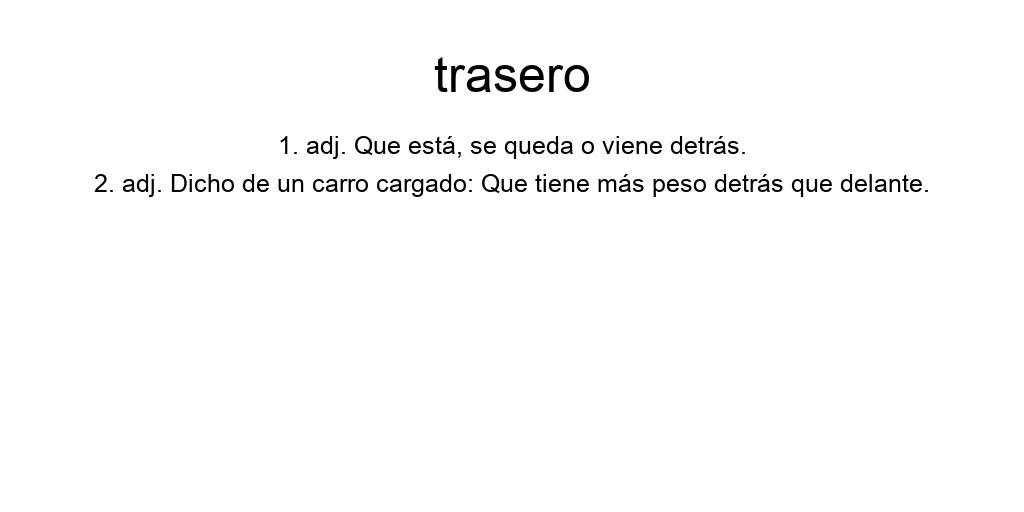 trasero
1. adj. Que está, se queda o viene detrás.
2. adj. Dicho de un carro cargado: Que tiene más peso detrás que delante.